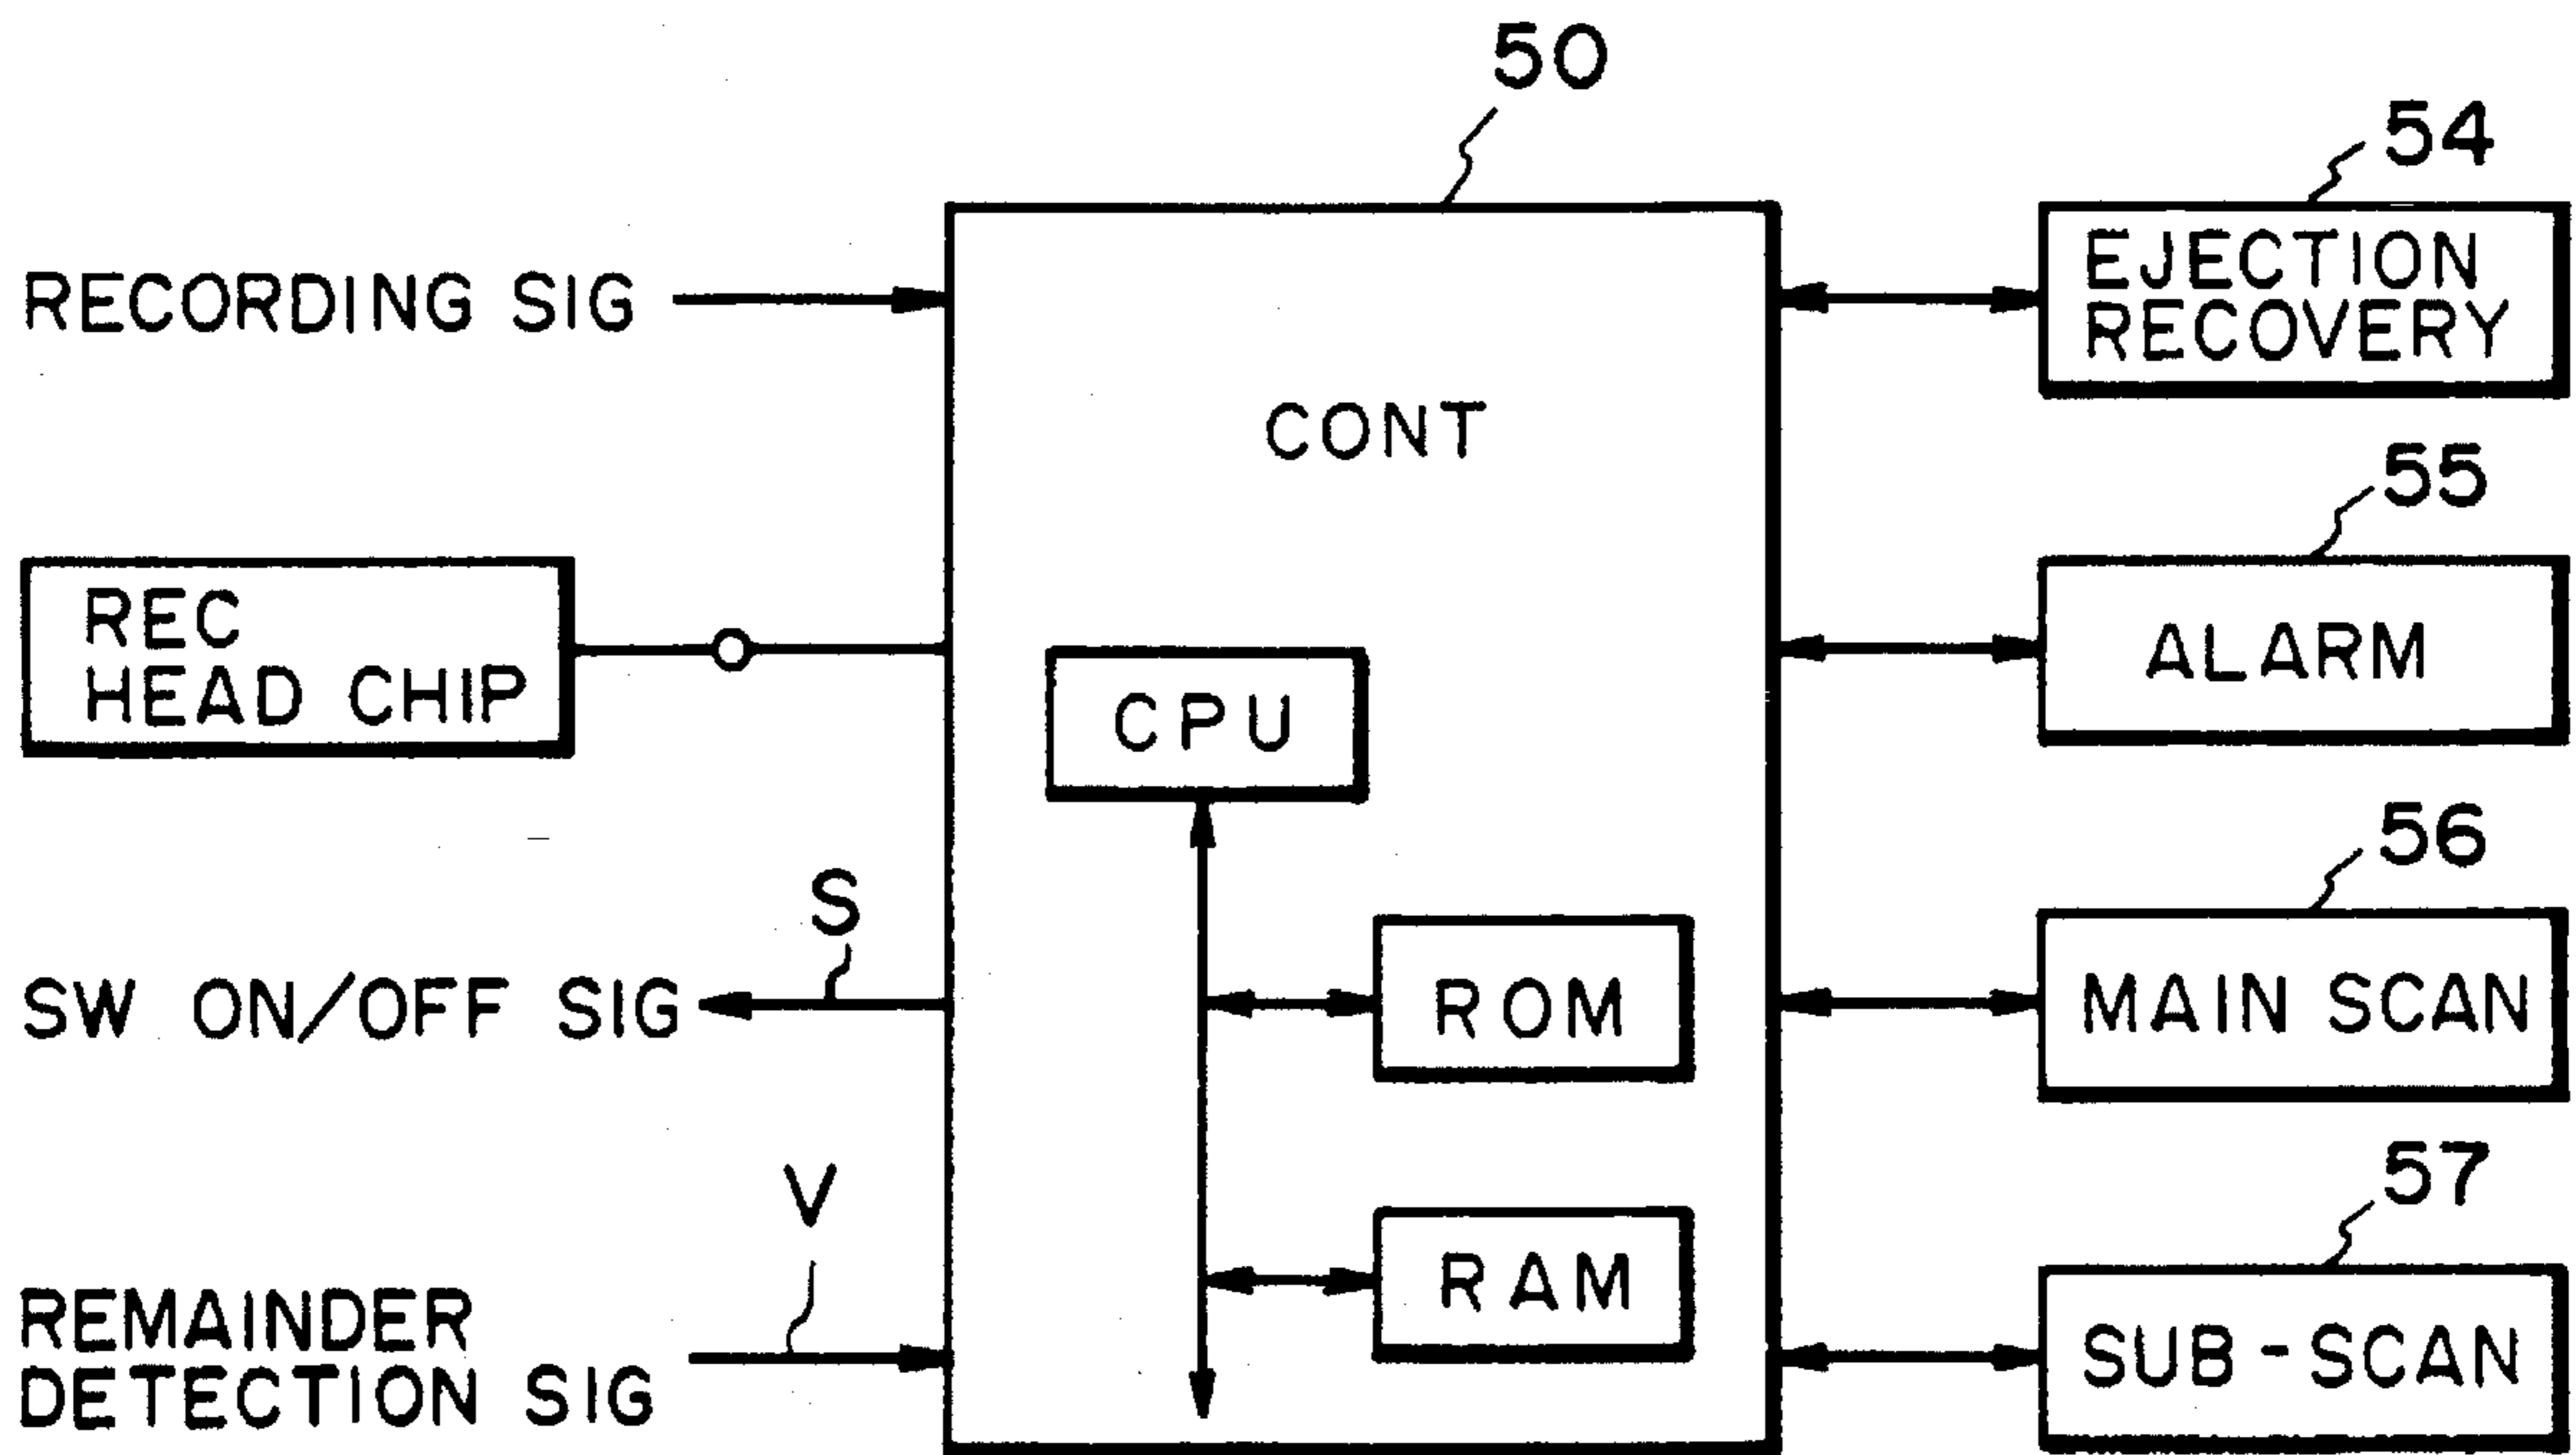 50
54
RECORDING SIG
EJECTION
RECOVERY
CONT
55
REC
HEAD CHIP
ALARM
CPU
56
S
SW ON/OFF SIG
ROM
MAIN SCAN
57
V
REMAINDER
DETECTION SIG
RAM
SUB-SCAN